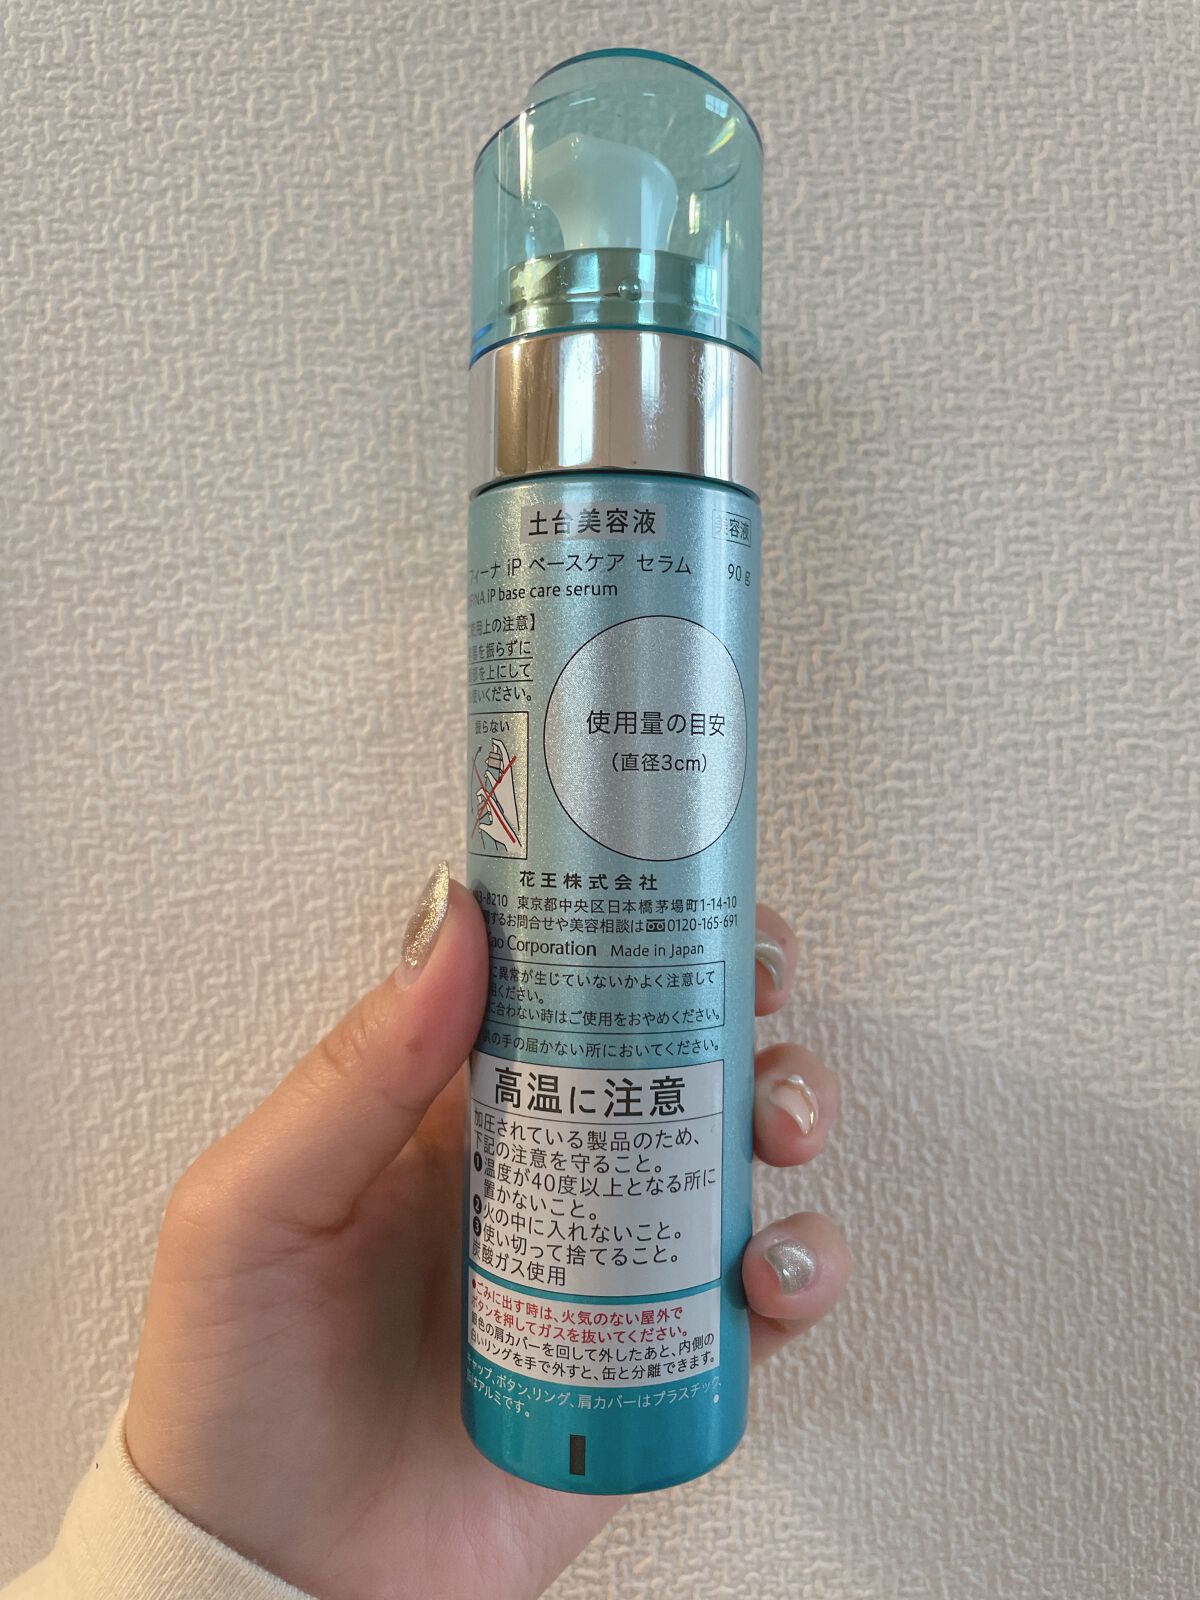 土台美容液
美容液
フィーナ iP ベースケア セラム 90g
iP base care serum
使用上の注意】
を振らずに
を上にして
使いください。
振らない
使用量の目安
(直径3cm)
花王株式会社
3-8210 東京都中央区日本橋茅場町1-14-10
するお問合せや美容相談は 0120-165-691
Kao Corporation Made in Japan
に異常が生じていないかよく注意して
用ください。
に合わない時はご使用をおやめください。
供の手の届かない所においてください。
高温に注意
加圧されている製品のため、
下記の注意を守ること。
❶温度が40度以上となる所に
置かないこと。
❷火の中に入れないこと。
❸使い切って捨てること。
炭酸ガス使用
●ごみに出す時は、火気のない屋外で
ボタンを押してガスを抜いてください。
銀色の肩カバーを回して外したあと、内側の
白いリングを手で外すと、缶と分離できます。
キャップ、ボタン、リング、肩カバーはプラスチック、
缶はアルミです。